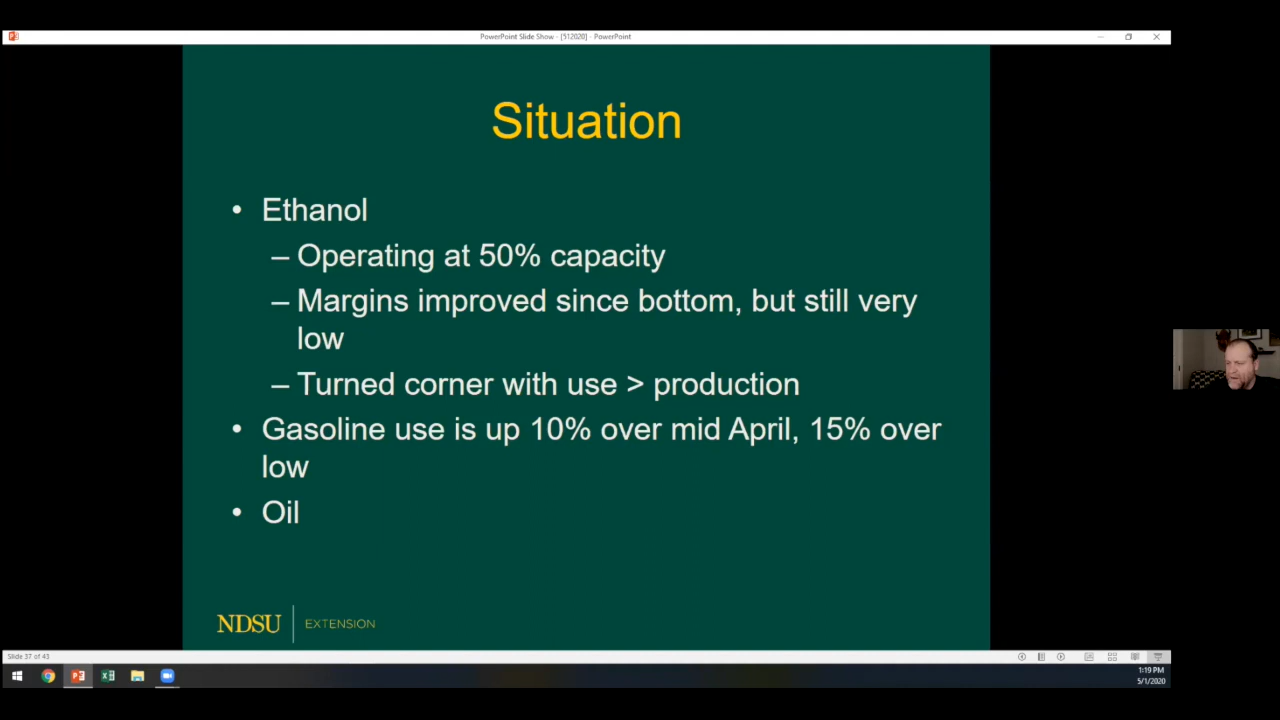 PowerPoint Slide Show - [512020] - PowerPoint
Situation
• Ethanol
– Operating at 50% capacity
– Margins improved since bottom, but still very
low
– Turned corner with use > production
• Gasoline use is up 10% over mid April, 15% over
low
• Oil
NDSU EXTENSION
Slide 37 of 43
1:19 PM
5/1/2020